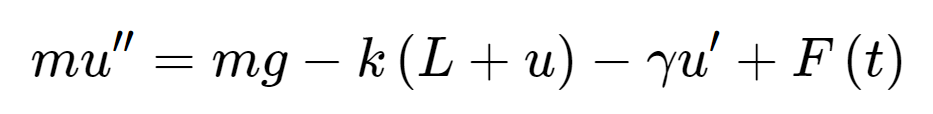 mu″ = mg − k(L + u) − γu′ + F(t)